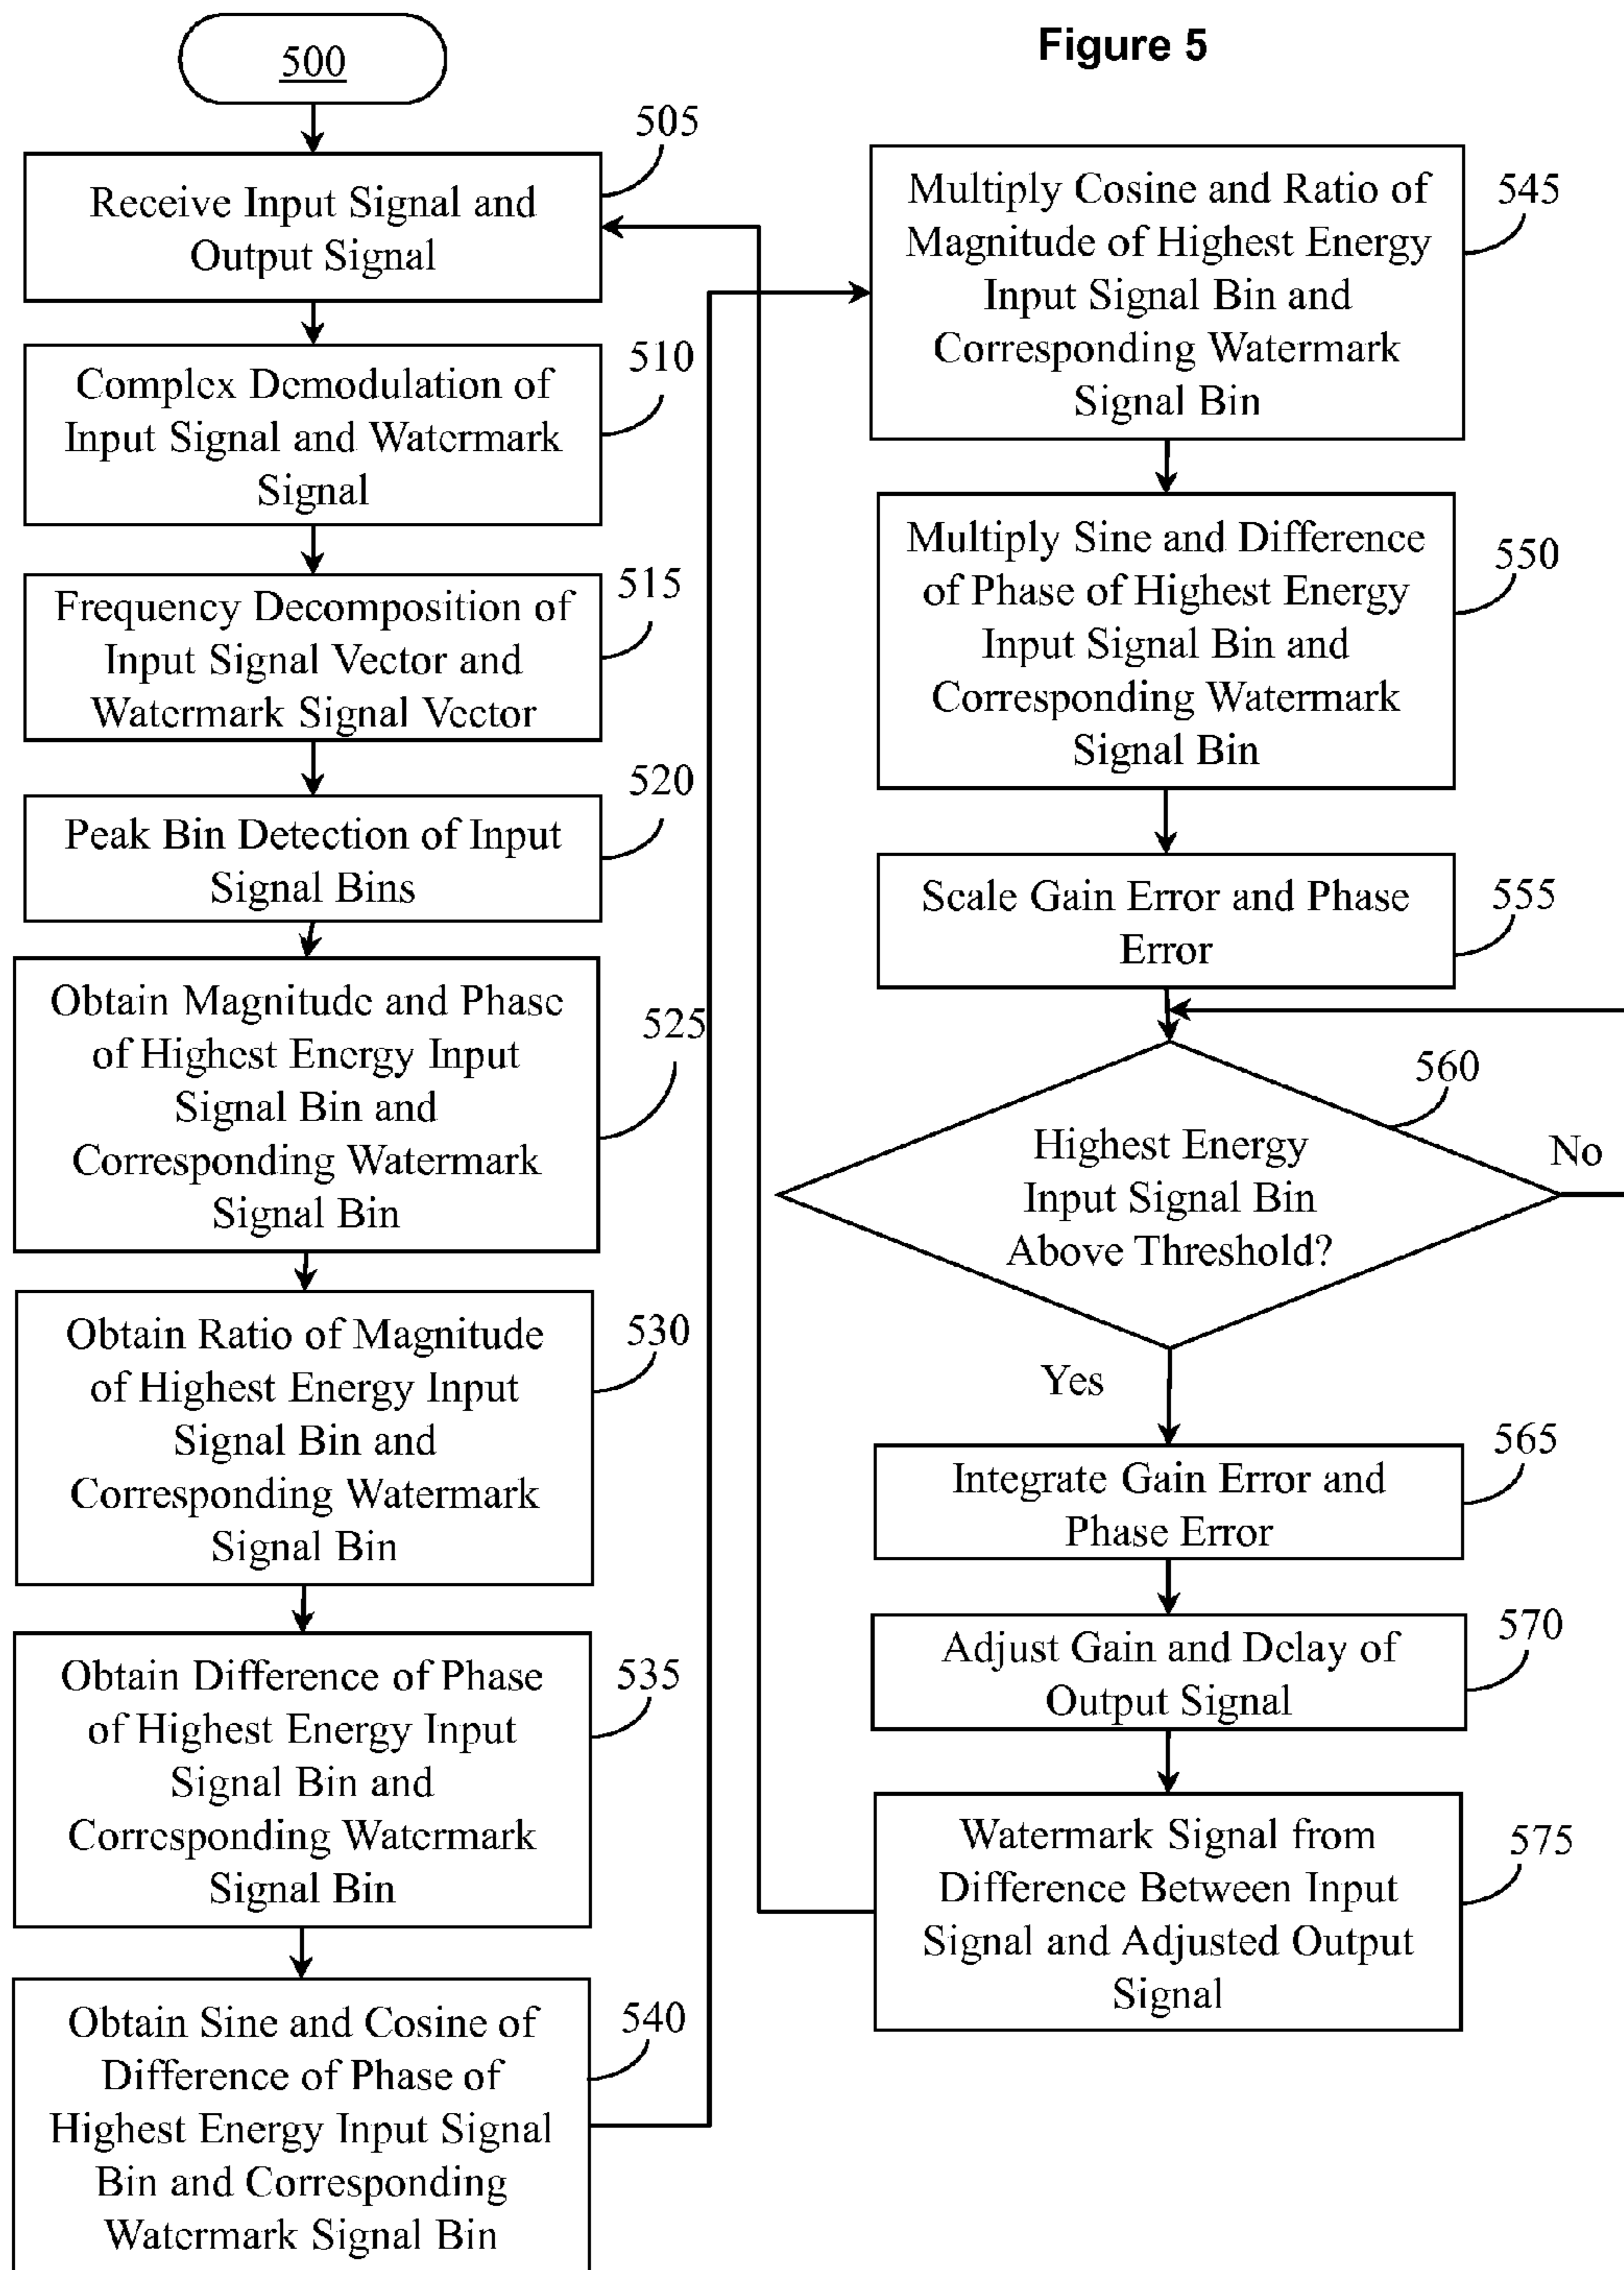 Figure 5
500
505
Receive Input Signal and
Output Signal
510
Complex Demodulation of
Input Signal and Watermark
Signal
515
Frequency Decomposition of
Input Signal Vector and
Watermark Signal Vector
520
Peak Bin Detection of Input
Signal Bins
525
Obtain Magnitude and Phase
of Highest Energy Input
Signal Bin and
Corresponding Watermark
Signal Bin
530
Obtain Ratio of Magnitude
of Highest Energy Input
Signal Bin and
Corresponding Watermark
Signal Bin
535
Obtain Difference of Phase
of Highest Energy Input
Signal Bin and
Corresponding Watermark
Signal Bin
540
Obtain Sine and Cosine of
Difference of Phase of
Highest Energy Input Signal
Bin and Corresponding
Watermark Signal Bin
545
Multiply Cosine and Ratio of
Magnitude of Highest Energy
Input Signal Bin and
Corresponding Watermark
Signal Bin
550
Multiply Sine and Difference
of Phase of Highest Energy
Input Signal Bin and
Corresponding Watermark
Signal Bin
555
Scale Gain Error and Phase
Error
560
Highest Energy
Input Signal Bin
Above Threshold?
No
Yes
565
Integrate Gain Error and
Phase Error
570
Adjust Gain and Delay of
Output Signal
575
Watermark Signal from
Difference Between Input
Signal and Adjusted Output
Signal